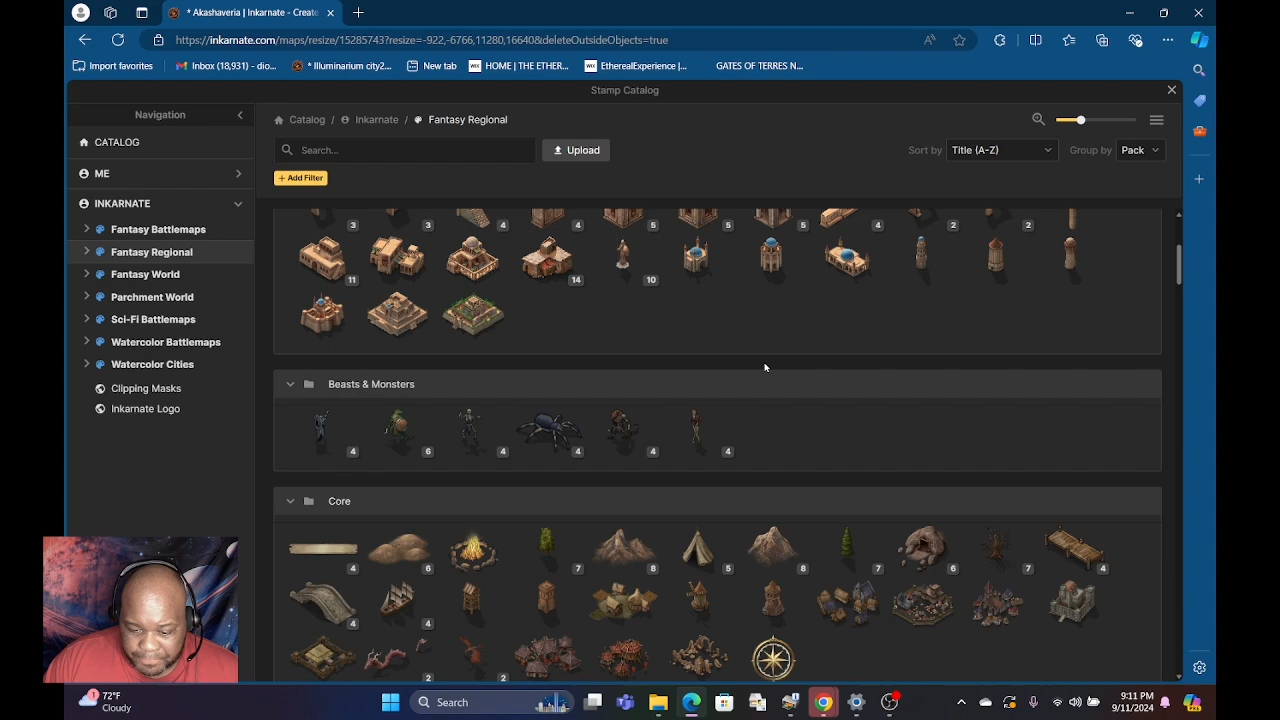 * Akashaveria | Inkarnate - Create
https://inkarnate.com/maps/resize/15285743?resize=-922,-6766,11280,16640&deleteOutsideObjects=true
Import favorites
Inbox (18,931) - dio...
* Illuminarium city2...
New tab
WIX HOME | THE ETHER...
WIX EtherealExperience |...
GATES OF TERRES N...
Stamp Catalog
Navigation
Catalog / Inkarnate / Fantasy Regional
CATALOG
Search...
Upload
Sort by Title (A-Z)
Group by Pack
ME
+ Add Filter
INKARNATE
Fantasy Battlemaps
Fantasy Regional
Fantasy World
Parchment World
Sci-Fi Battlemaps
Watercolor Battlemaps
Watercolor Cities
Clipping Masks
Inkarnate Logo
3 3 4 4 5 5 5 4 2 2
11 14 10
Beasts & Monsters
4 6 4 4 4 4
Core
4 6 7 8 5 8 7 6 7 4
4 4
2 2
1
72°F
Cloudy
Search
9:11 PM
9/11/2024